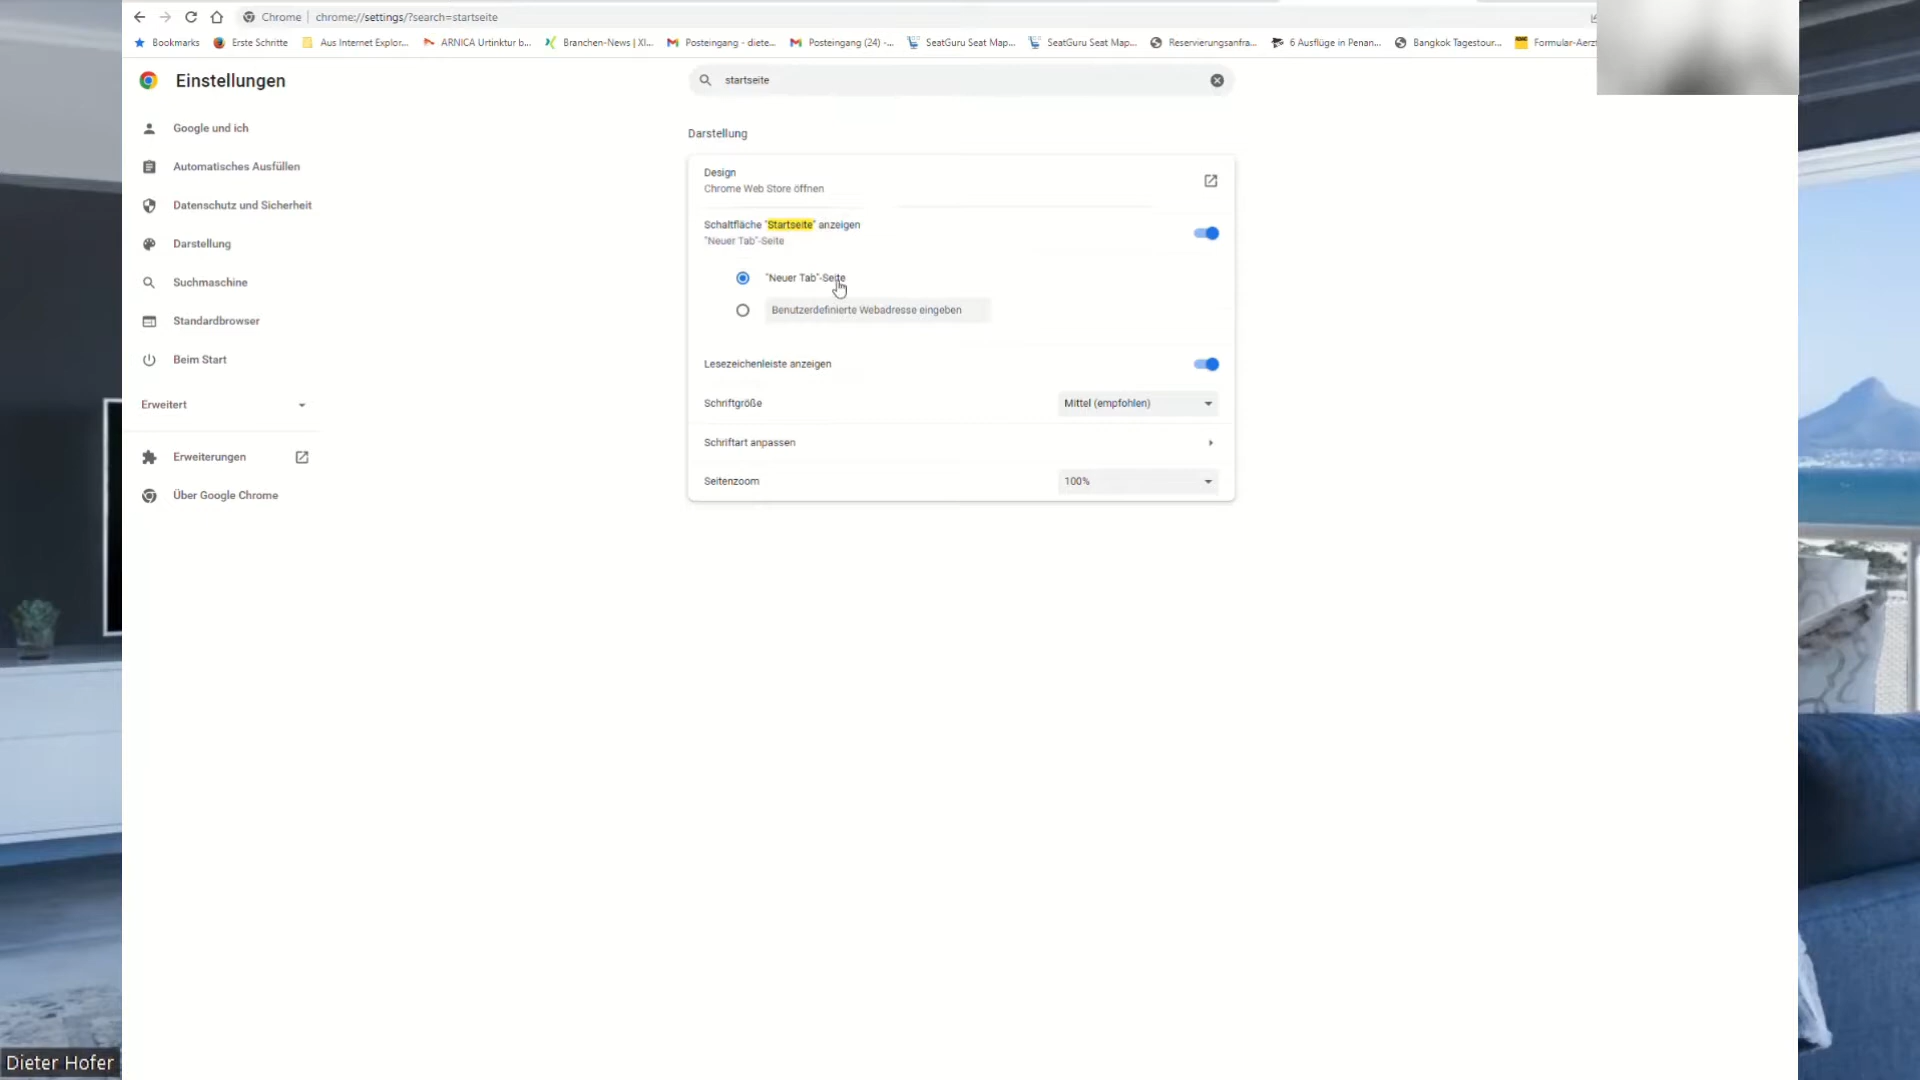 Chrome | chrome://settings/?search=startseite
Bookmarks Erste Schritte Aus Internet Explor... ARNICA Urtinktur b... Branchen-News | XI... Posteingang - diete... Posteingang (24) -... SeatGuru Seat Map... SeatGuru Seat Map... Reservierungsanfra... 6 Ausflüge in Penan... Bangkok Tagestour... Formular-Aerzt
Einstellungen
startseite
Google und ich
Automatisches Ausfüllen
Datenschutz und Sicherheit
Darstellung
Suchmaschine
Standardbrowser
Beim Start
Erweitert
Erweiterungen
Über Google Chrome
Darstellung
Design
Chrome Web Store öffnen
Schaltfläche "Startseite" anzeigen
"Neuer Tab"-Seite
"Neuer Tab"-Seite
Benutzerdefinierte Webadresse eingeben
Lesezeichenleiste anzeigen
Schriftgröße Mittel (empfohlen)
Schriftart anpassen
Seitenzoom 100%
Dieter Hofer